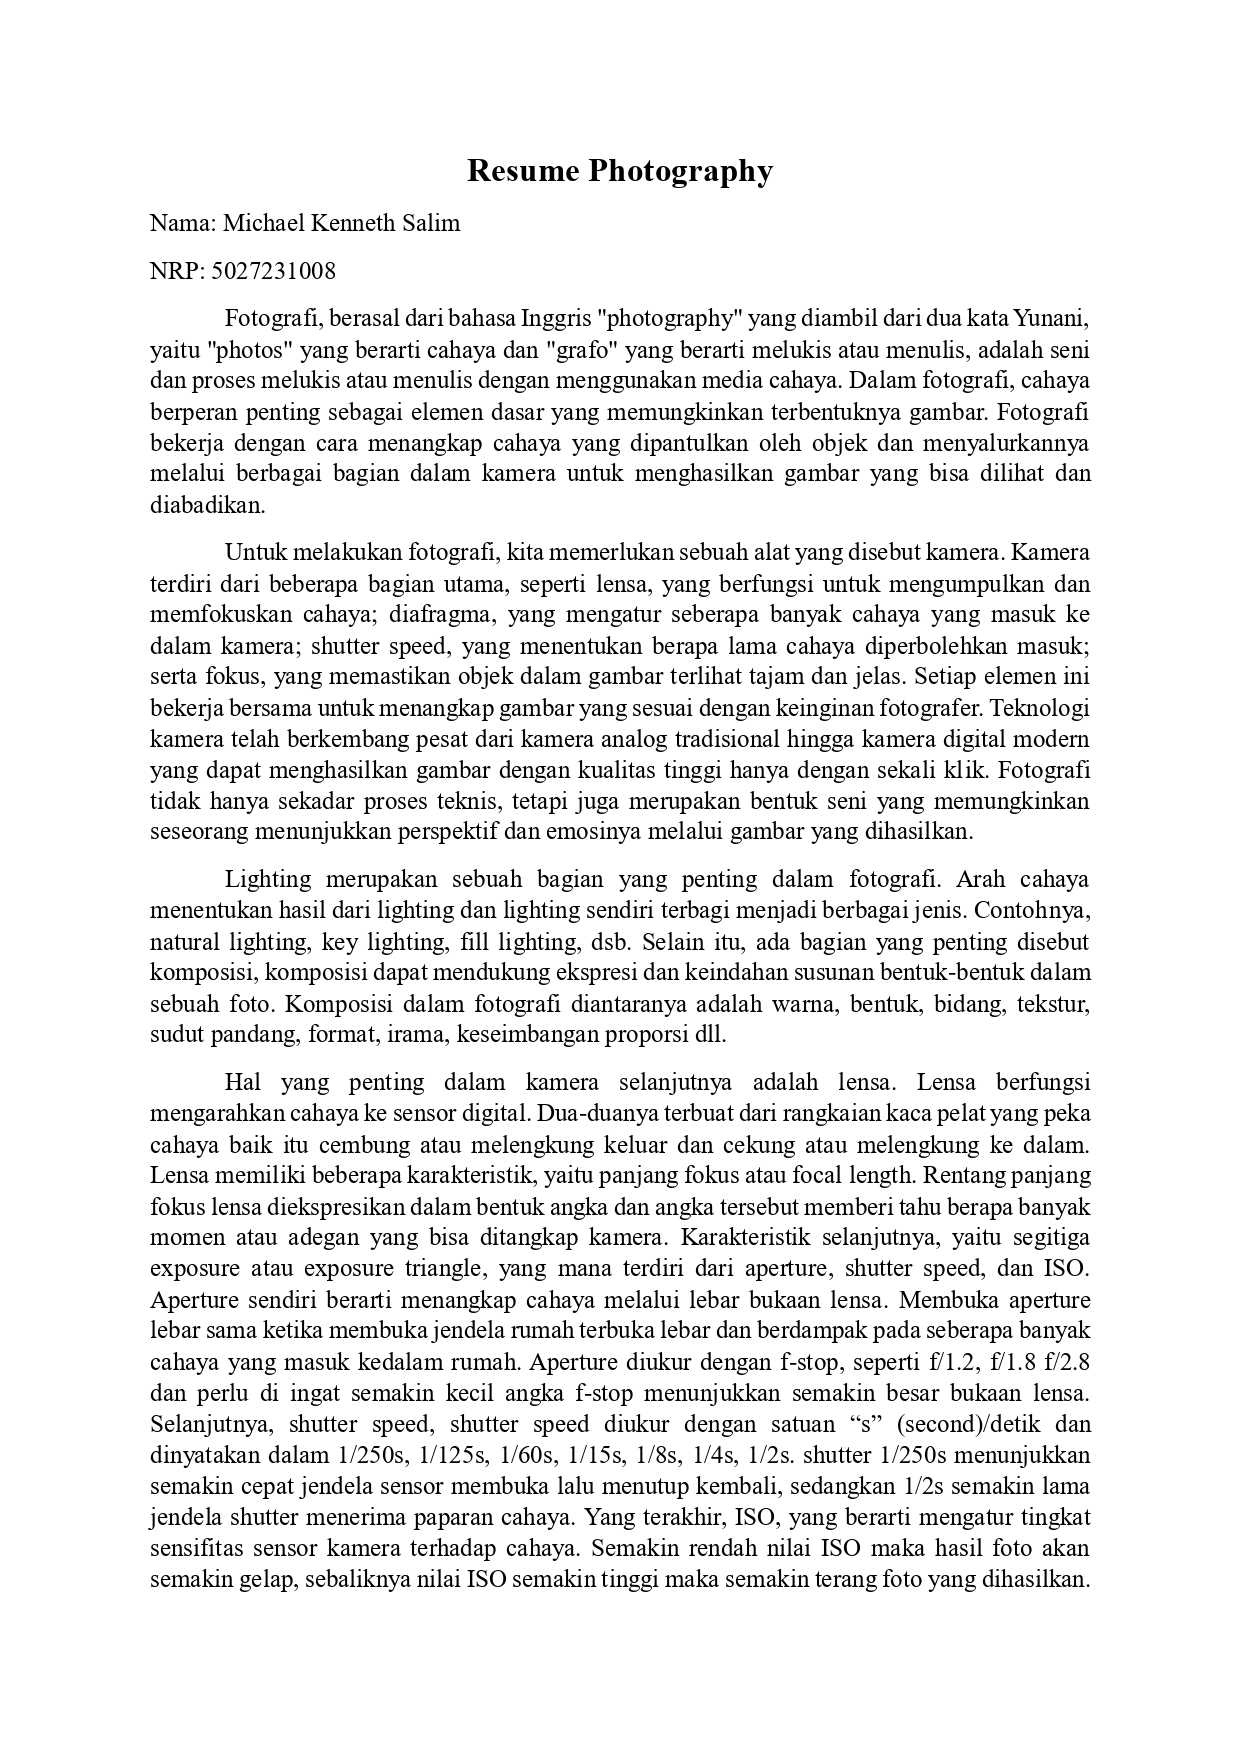 Resume Photography
Nama: Michael Kenneth Salim
NRP: 5027231008
Fotografi, berasal dari bahasa Inggris "photography" yang diambil dari dua kata Yunani,
yaitu "photos" yang berarti cahaya dan "grafo" yang berarti melukis atau menulis, adalah seni
dan proses melukis atau menulis dengan menggunakan media cahaya. Dalam fotografi, cahaya
berperan penting sebagai elemen dasar yang memungkinkan terbentuknya gambar. Fotografi
bekerja dengan cara menangkap cahaya yang dipantulkan oleh objek dan menyalurkannya
melalui berbagai bagian dalam kamera untuk menghasilkan gambar yang bisa dilihat dan
diabadikan.
Untuk melakukan fotografi, kita memerlukan sebuah alat yang disebut kamera. Kamera
terdiri dari beberapa bagian utama, seperti lensa, yang berfungsi untuk mengumpulkan dan
memfokuskan cahaya; diafragma, yang mengatur seberapa banyak cahaya yang masuk ke
dalam kamera; shutter speed, yang menentukan berapa lama cahaya diperbolehkan masuk;
serta fokus, yang memastikan objek dalam gambar terlihat tajam dan jelas. Setiap elemen ini
bekerja bersama untuk menangkap gambar yang sesuai dengan keinginan fotografer. Teknologi
kamera telah berkembang pesat dari kamera analog tradisional hingga kamera digital modern
yang dapat menghasilkan gambar dengan kualitas tinggi hanya dengan sekali klik. Fotografi
tidak hanya sekadar proses teknis, tetapi juga merupakan bentuk seni yang memungkinkan
seseorang menunjukkan perspektif dan emosinya melalui gambar yang dihasilkan.
Lighting merupakan sebuah bagian yang penting dalam fotografi. Arah cahaya
menentukan hasil dari lighting dan lighting sendiri terbagi menjadi berbagai jenis. Contohnya,
natural lighting, key lighting, fill lighting, dsb. Selain itu, ada bagian yang penting disebut
komposisi, komposisi dapat mendukung ekspresi dan keindahan susunan bentuk-bentuk dalam
sebuah foto. Komposisi dalam fotografi diantaranya adalah warna, bentuk, bidang, tekstur,
sudut pandang, format, irama, keseimbangan proporsi dll.
Hal yang penting dalam kamera selanjutnya adalah lensa. Lensa berfungsi
mengarahkan cahaya ke sensor digital. Dua-duanya terbuat dari rangkaian kaca pelat yang peka
cahaya baik itu cembung atau melengkung keluar dan cekung atau melengkung ke dalam.
Lensa memiliki beberapa karakteristik, yaitu panjang fokus atau focal length. Rentang panjang
fokus lensa diekspresikan dalam bentuk angka dan angka tersebut memberi tahu berapa banyak
momen atau adegan yang bisa ditangkap kamera. Karakteristik selanjutnya, yaitu segitiga
exposure atau exposure triangle, yang mana terdiri dari aperture, shutter speed, dan ISO.
Aperture sendiri berarti menangkap cahaya melalui lebar bukaan lensa. Membuka aperture
lebar sama ketika membuka jendela rumah terbuka lebar dan berdampak pada seberapa banyak
cahaya yang masuk kedalam rumah. Aperture diukur dengan f-stop, seperti f/1.2, f/1.8 f/2.8
dan perlu di ingat semakin kecil angka f-stop menunjukkan semakin besar bukaan lensa.
Selanjutnya, shutter speed, shutter speed diukur dengan satuan “s” (second)/detik dan
dinyatakan dalam 1/250s, 1/125s, 1/60s, 1/15s, 1/8s, 1/4s, 1/2s. shutter 1/250s menunjukkan
semakin cepat jendela sensor membuka lalu menutup kembali, sedangkan 1/2s semakin lama
jendela shutter menerima paparan cahaya. Yang terakhir, ISO, yang berarti mengatur tingkat
sensifitas sensor kamera terhadap cahaya. Semakin rendah nilai ISO maka hasil foto akan
semakin gelap, sebaliknya nilai ISO semakin tinggi maka semakin terang foto yang dihasilkan.